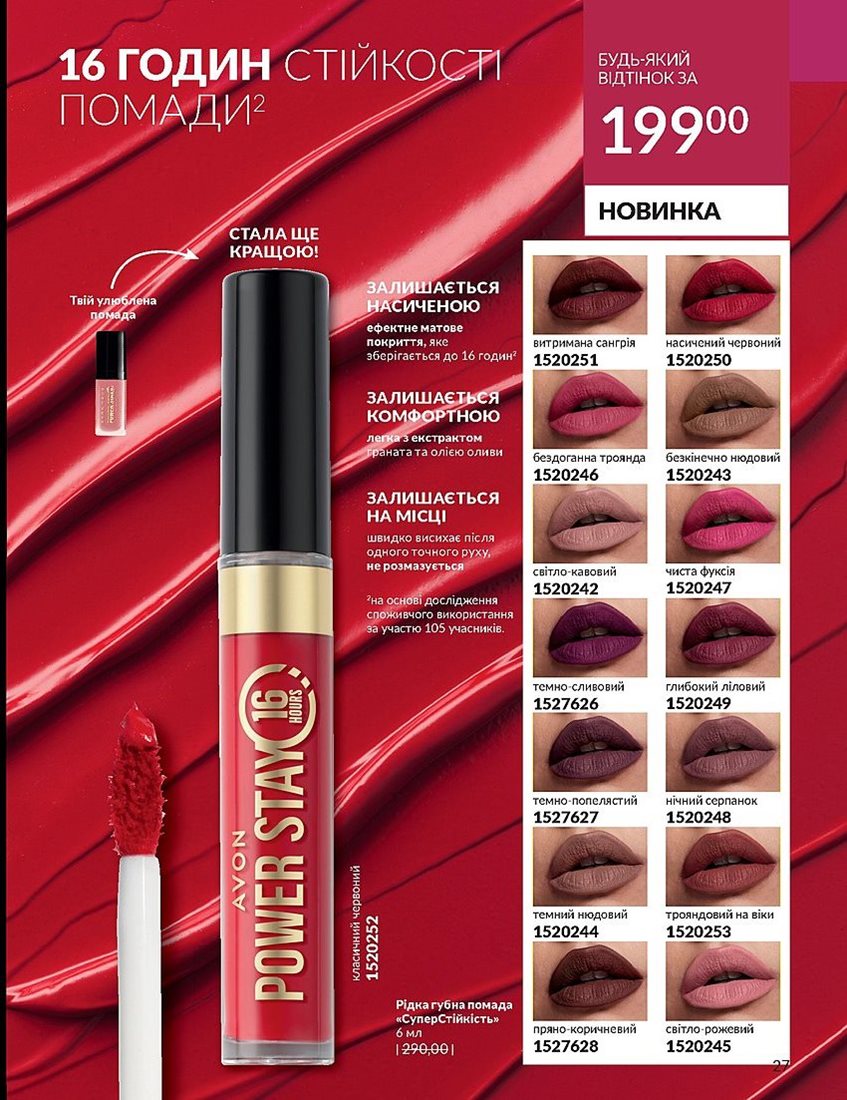 16 ГОДИН СТІЙКОСТІ
ПОМАДИ²
БУДЬ-ЯКИЙ
ВІДТІНОК ЗА
199⁰⁰
НОВИНКА
СТАЛА ЩЕ
КРАЩОЮ!
Твій улюблена
помада
ЗАЛИШАЄТЬСЯ
НАСИЧЕНОЮ
ефектне матове
покриття, яке
зберігається до 16 годин²
ЗАЛИШАЄТЬСЯ
КОМФОРТНОЮ
легка з екстрактом
граната та олією оливи
ЗАЛИШАЄТЬСЯ
НА МІСЦІ
швидко висихає після
одного точного руху,
не розмазується
²на основі дослідження
споживчого використання
за участю 105 учасників.
AVON
POWER STAY
16
HOURS
класичний червоний
1520252
Рідка губна помада
«СуперСтійкість»
6 мл
| 290,00 |
витримана сангрія
1520251
насичений червоний
1520250
бездоганна троянда
1520246
безкінечно нюдовий
1520243
світло-кавовий
1520242
чиста фуксія
1520247
темно-сливовий
1527626
глибокий ліловий
1520249
темно-попелястий
1527627
нічний серпанок
1520248
темний нюдовий
1520244
трояндовий на віки
1520253
пряно-коричневий
1527628
світло-рожевий
1520245
27